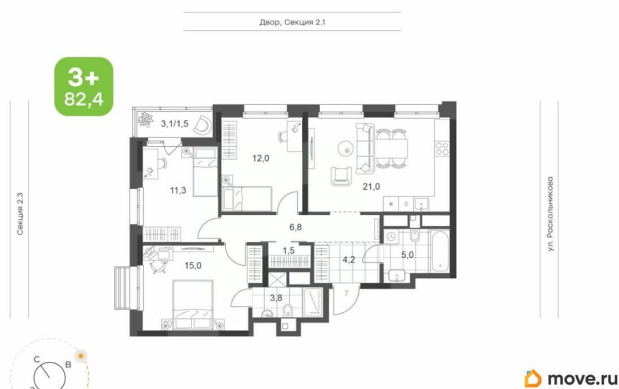 Двор, Секция 2.1
3+
82,4
3,1/1,5
12,0
21,0
11,3
Секция 2.3
ул. Раскольникова
6,8
1,5
4,2
5,0
15,0
3,8
7
С
В
move.ru